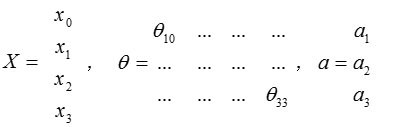 x₀
θ₁₀ ... ... ... a₁
x₁
X = , θ = ... ... ... ... , a = a₂
x₂
... ... ... θ₃₃ a₃
x₃